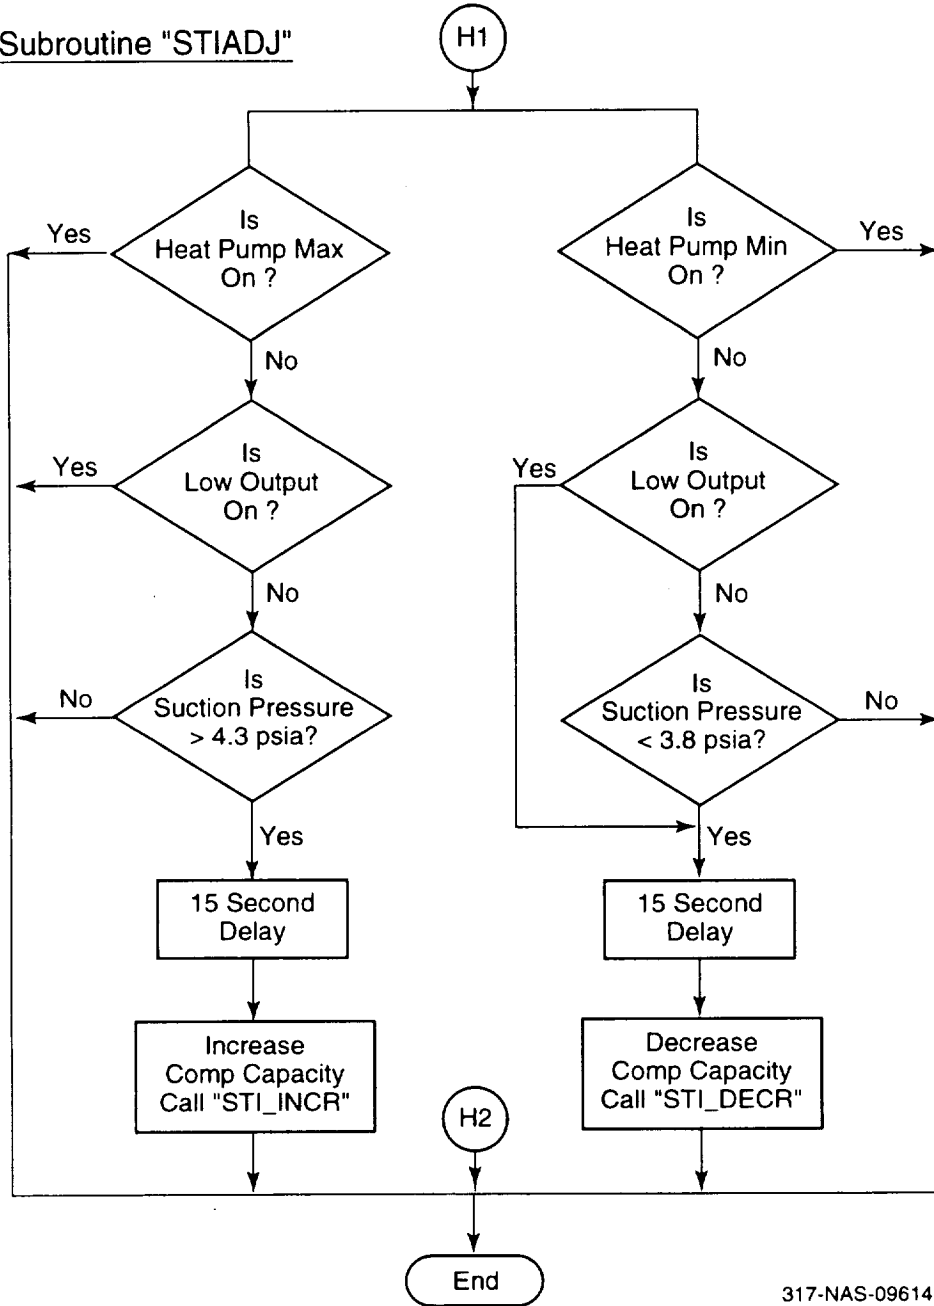 Subroutine "STIADJ"
H1
Is
Heat Pump Max
On ?
Yes
No
Is
Heat Pump Min
On ?
Yes
No
Is
Low Output
On ?
Yes
No
Is
Low Output
On ?
Yes
No
Is
Suction Pressure
> 4.3 psia?
No
Yes
Is
Suction Pressure
< 3.8 psia?
No
Yes
15 Second
Delay
15 Second
Delay
Increase
Comp Capacity
Call "STI_INCR"
Decrease
Comp Capacity
Call "STI_DECR"
H2
End
317-NAS-09614